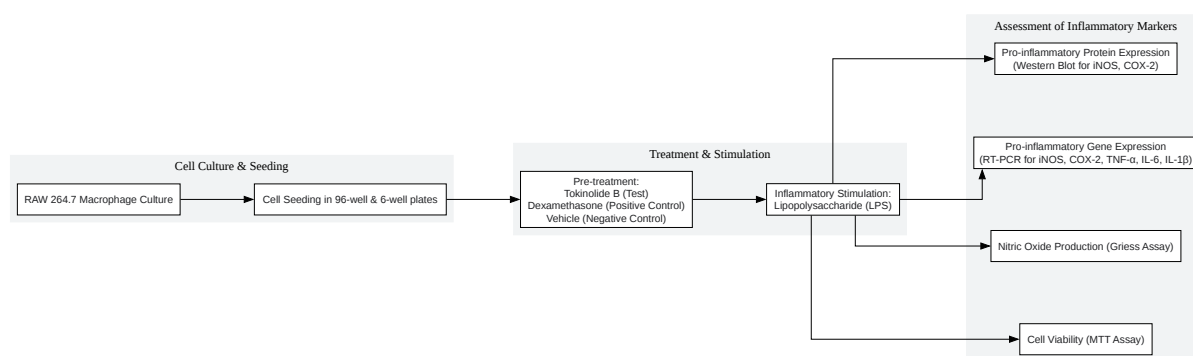 Cell Culture & Seeding
RAW 264.7 Macrophage Culture
Cell Seeding in 96-well & 6-well plates
Treatment & Stimulation
Pre-treatment:
Tokinolide B (Test)
Dexamethasone (Positive Control)
Vehicle (Negative Control)
Inflammatory Stimulation:
Lipopolysaccharide (LPS)
Assessment of Inflammatory Markers
Pro-inflammatory Protein Expression
(Western Blot for iNOS, COX-2)
Pro-inflammatory Gene Expression
(RT-PCR for iNOS, COX-2, TNF-α, IL-6, IL-1β)
Nitric Oxide Production (Griess Assay)
Cell Viability (MTT Assay)